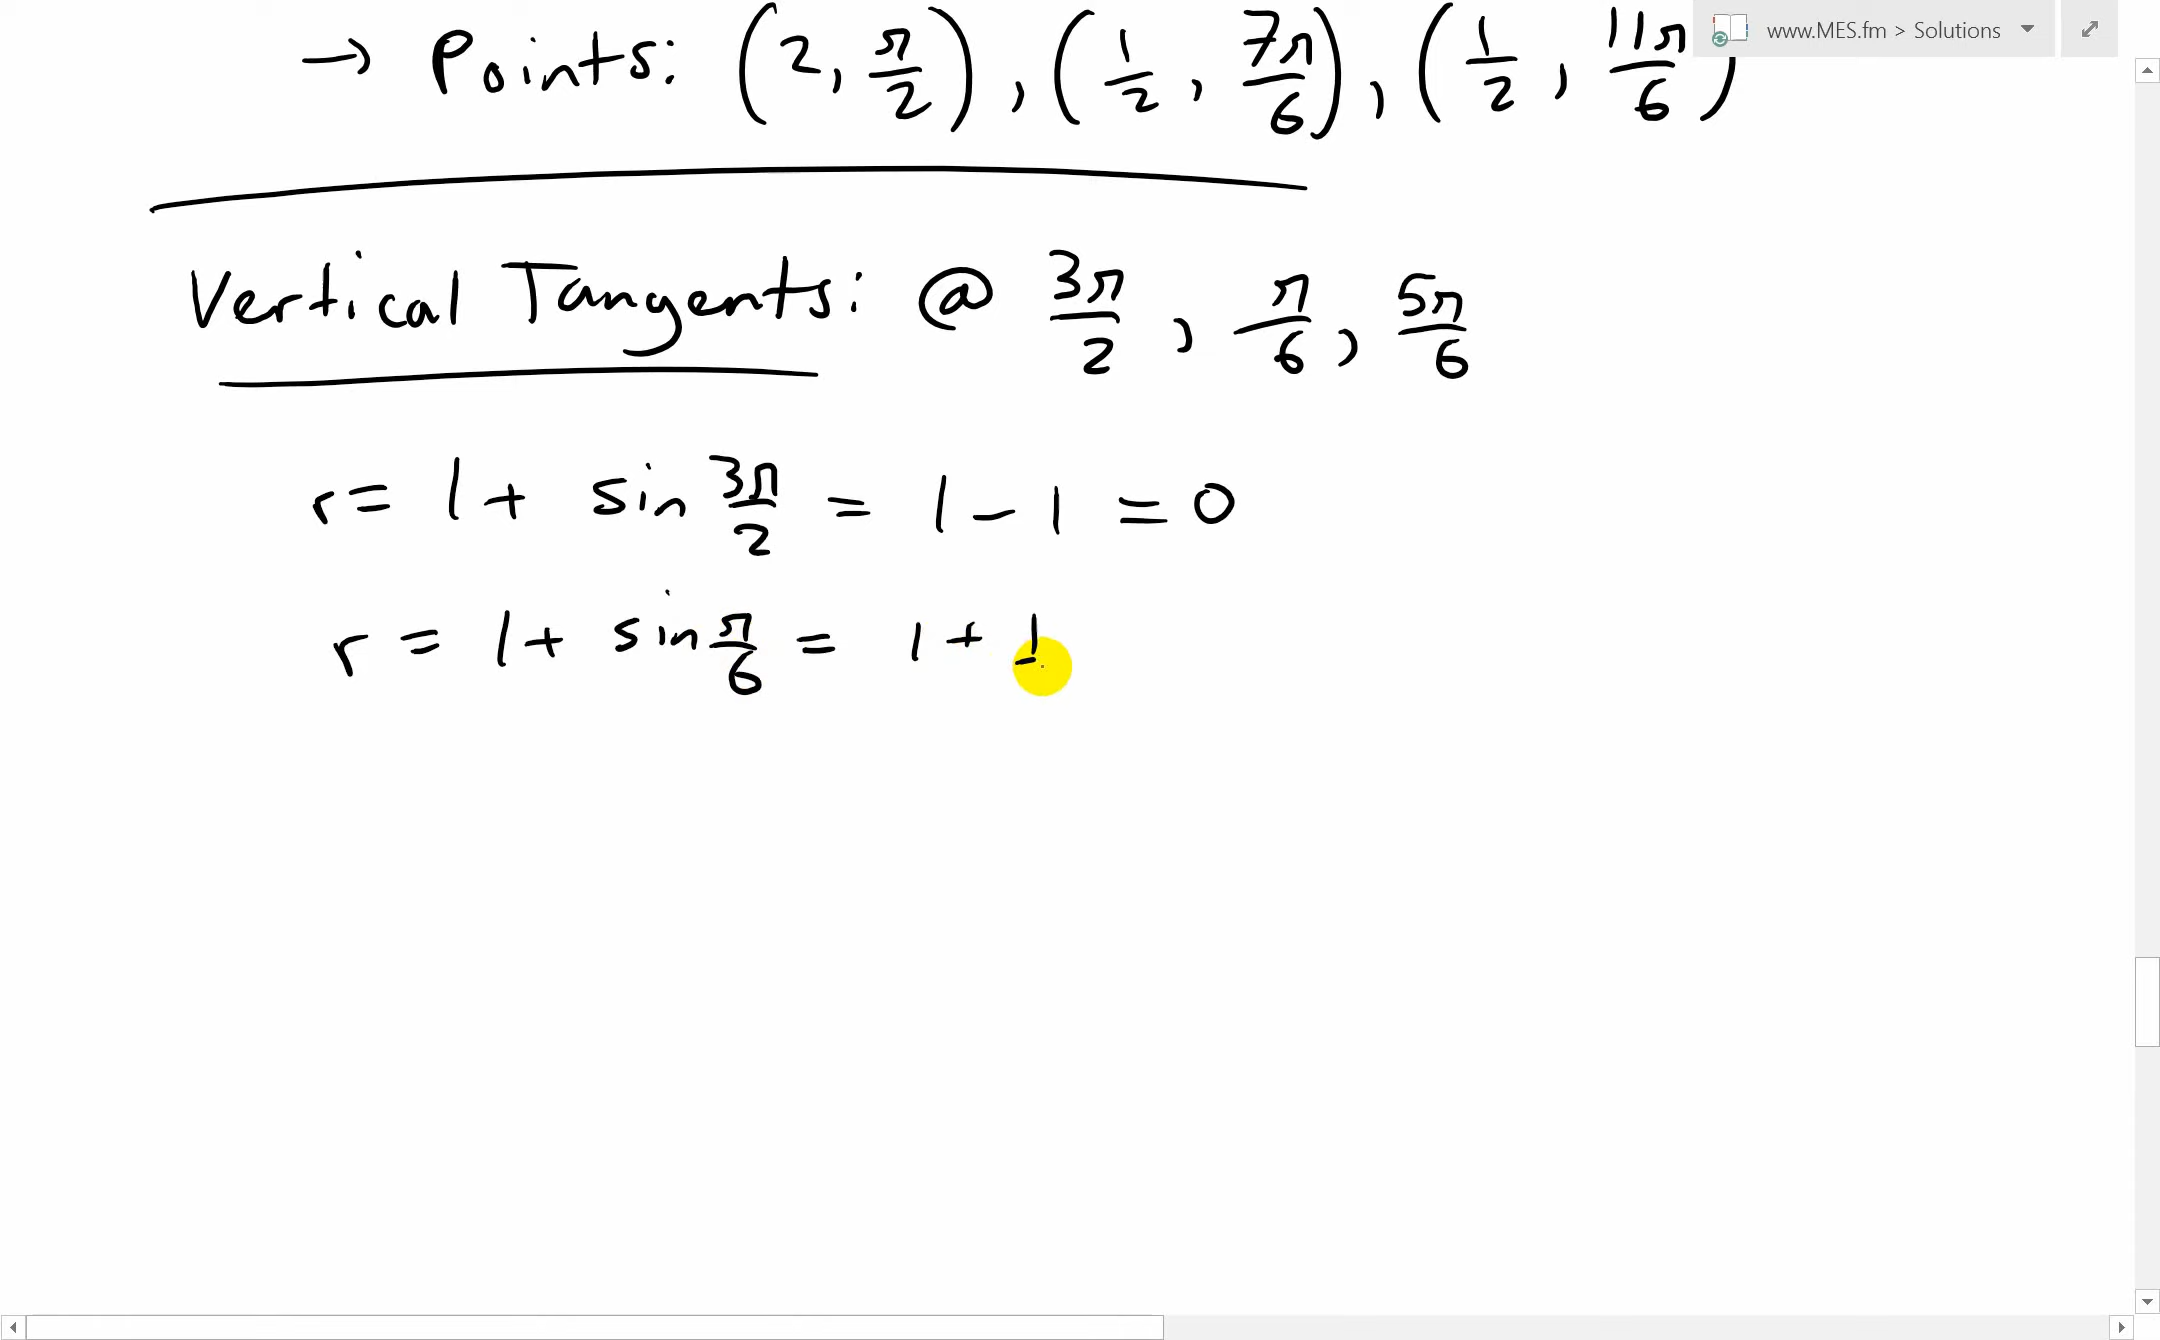 www.MES.fm > Solutions
→ Points: (2, π/2), (1/2, 7π/6), (1/2, 11π/6)
Vertical Tangents: @ 3π/2, π/6, 5π/6
r = 1 + sin 3π/2 = 1 - 1 = 0
r = 1 + sin π/6 = 1 + 1